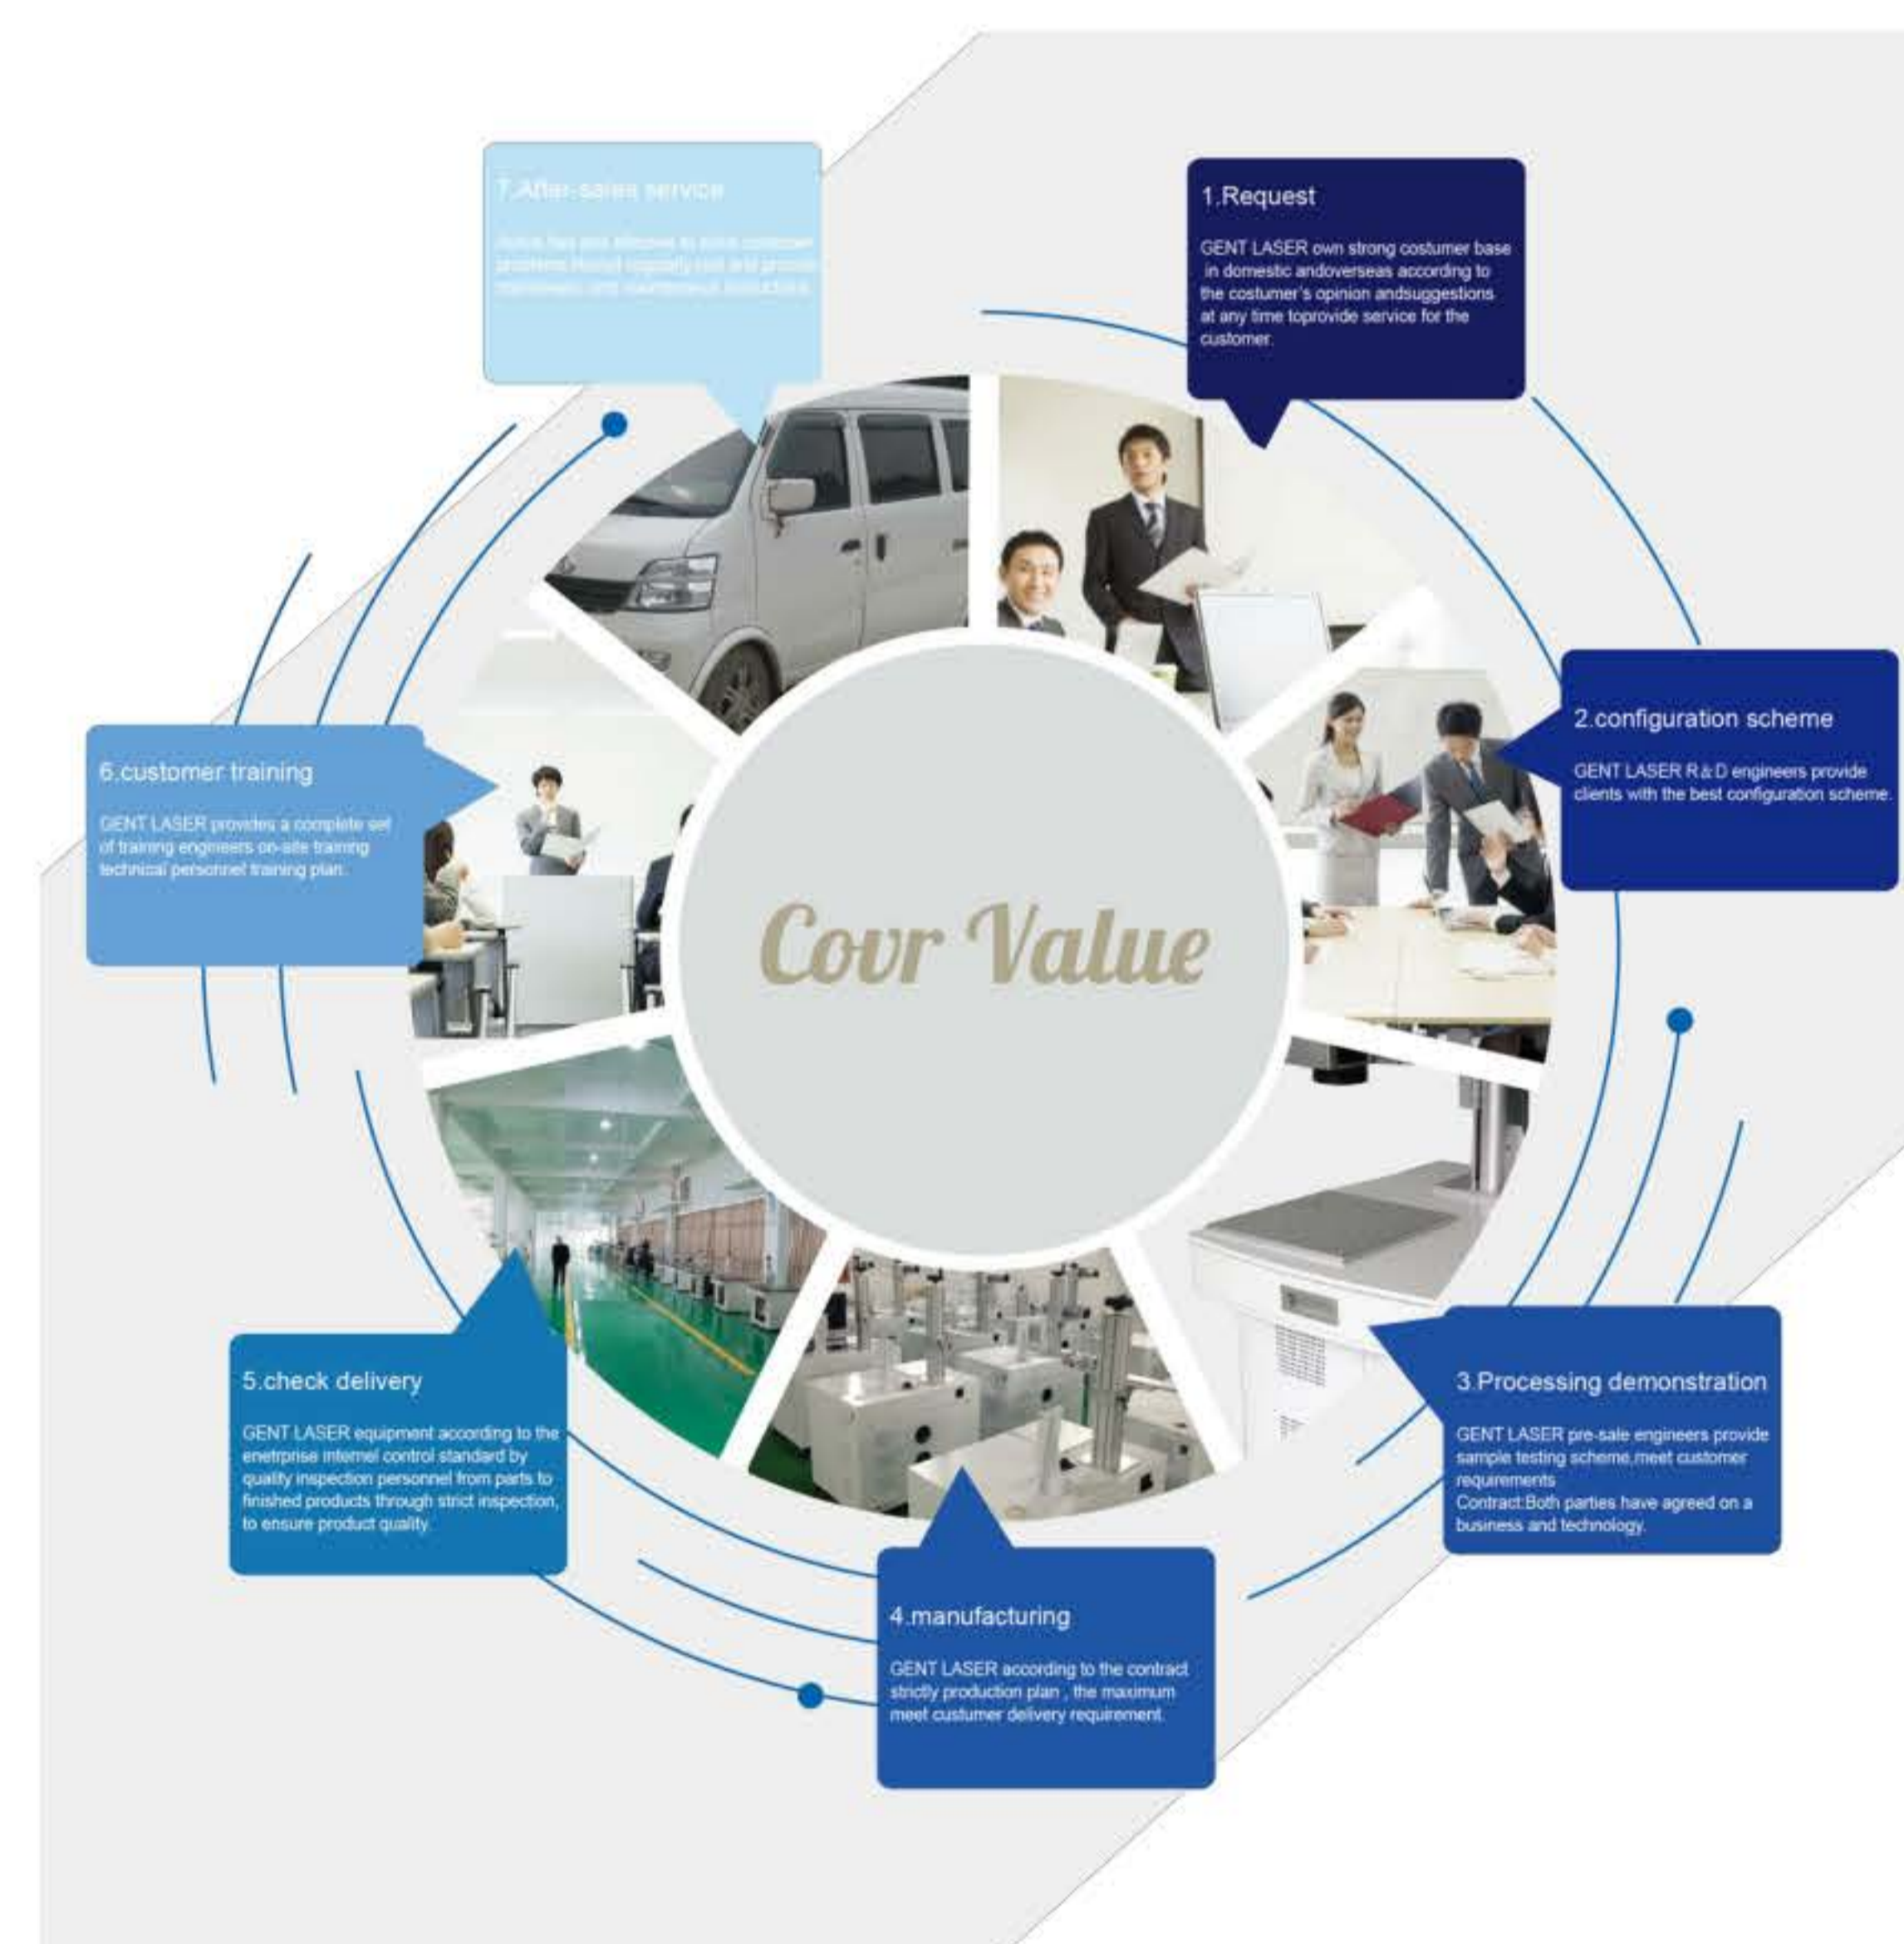 1.Request
GENT LASER own strong costumer base
in domestic andoverseas according to
the costumer's opinion andsuggestions
at any time toprovide service for the
customer.
2.configuration scheme
GENT LASER R&D engineers provide
clients with the best configuration scheme.
3.Processing demonstration
GENT LASER pre-sale engineers provide
sample testing scheme,meet customer
requirements
Contract:Both parties have agreed on a
business and technology.
4.manufacturing
GENT LASER according to the contract
strictly production plan , the maximum
meet custumer delivery requirement.
5.check delivery
GENT LASER equipment according to the
enetrprise internel control standard by
quality inspection personnel from parts to
finished products through strict inspection,
to ensure product quality.
6.customer training
GENT LASER provides a complete set
of training engineers on-site training
technical personnel training plan.
7.After-sales service
Covr Value